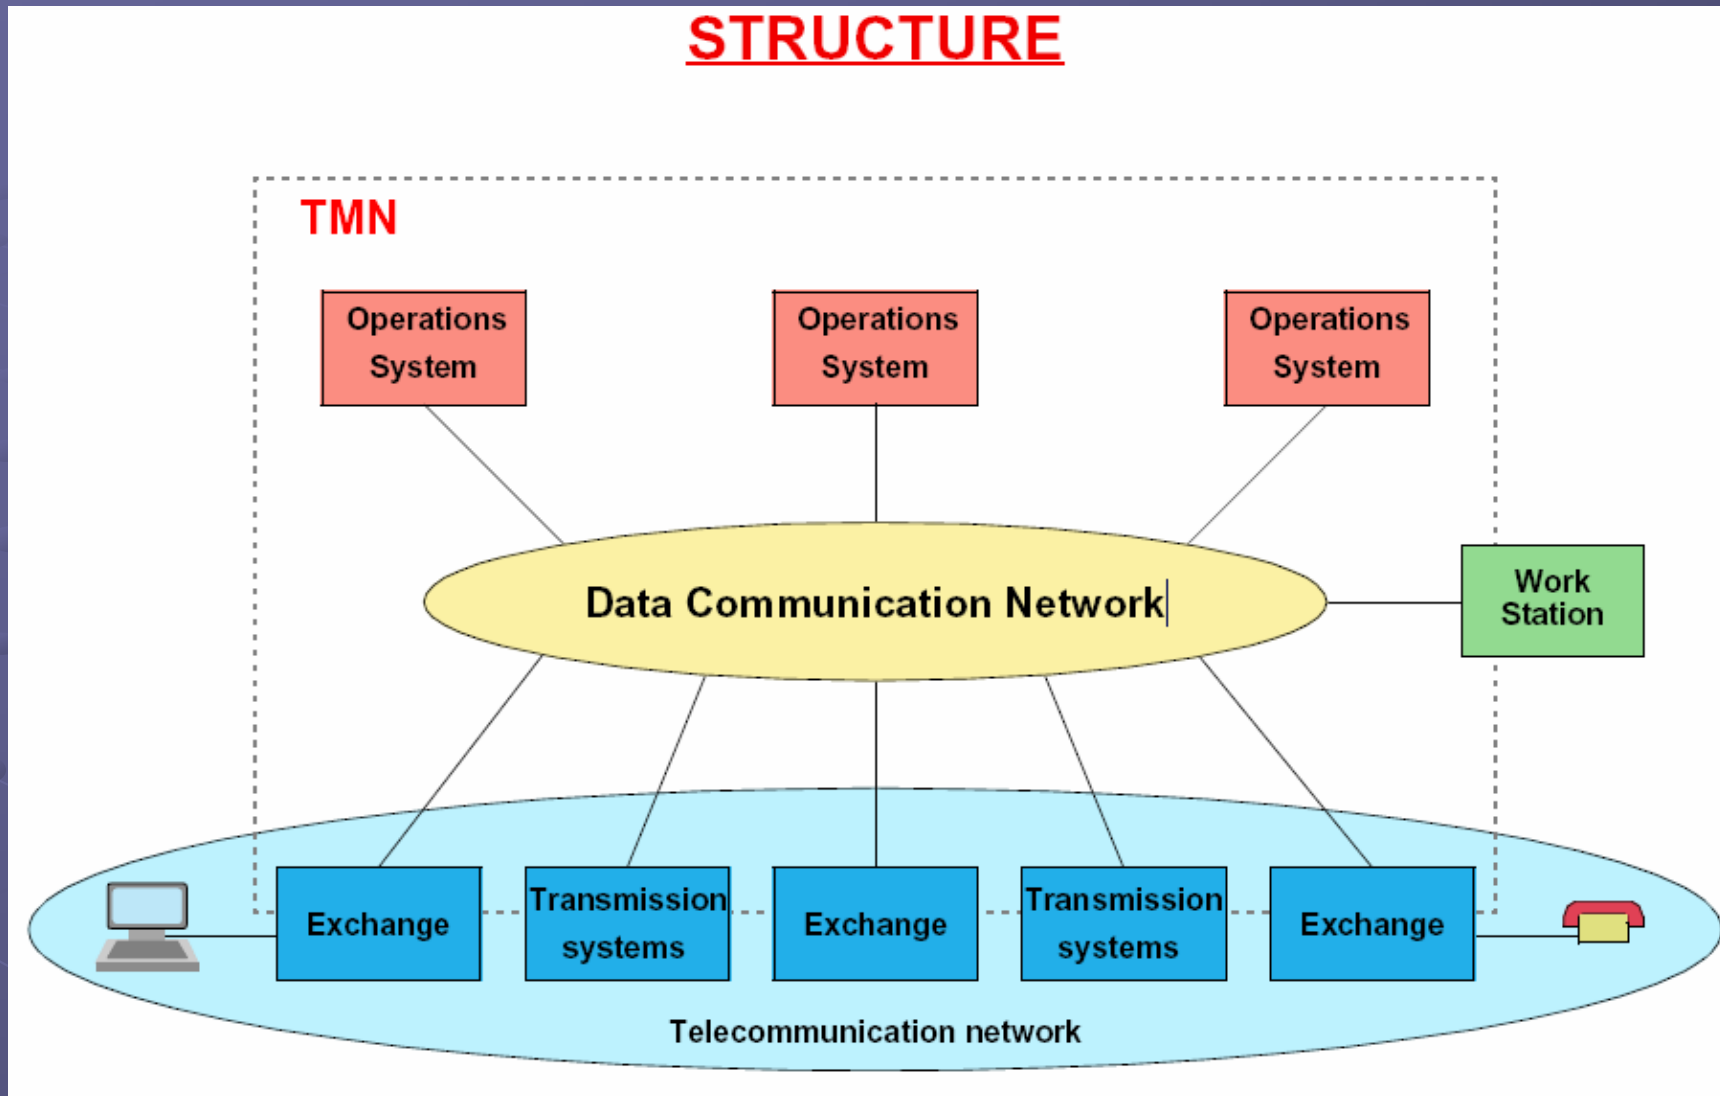 STRUCTURE
TMN
Operations
System
Operations
System
Operations
System
Data Communication Network
Work
Station
Exchange
Transmission
systems
Exchange
Transmission
systems
Exchange
Telecommunication network